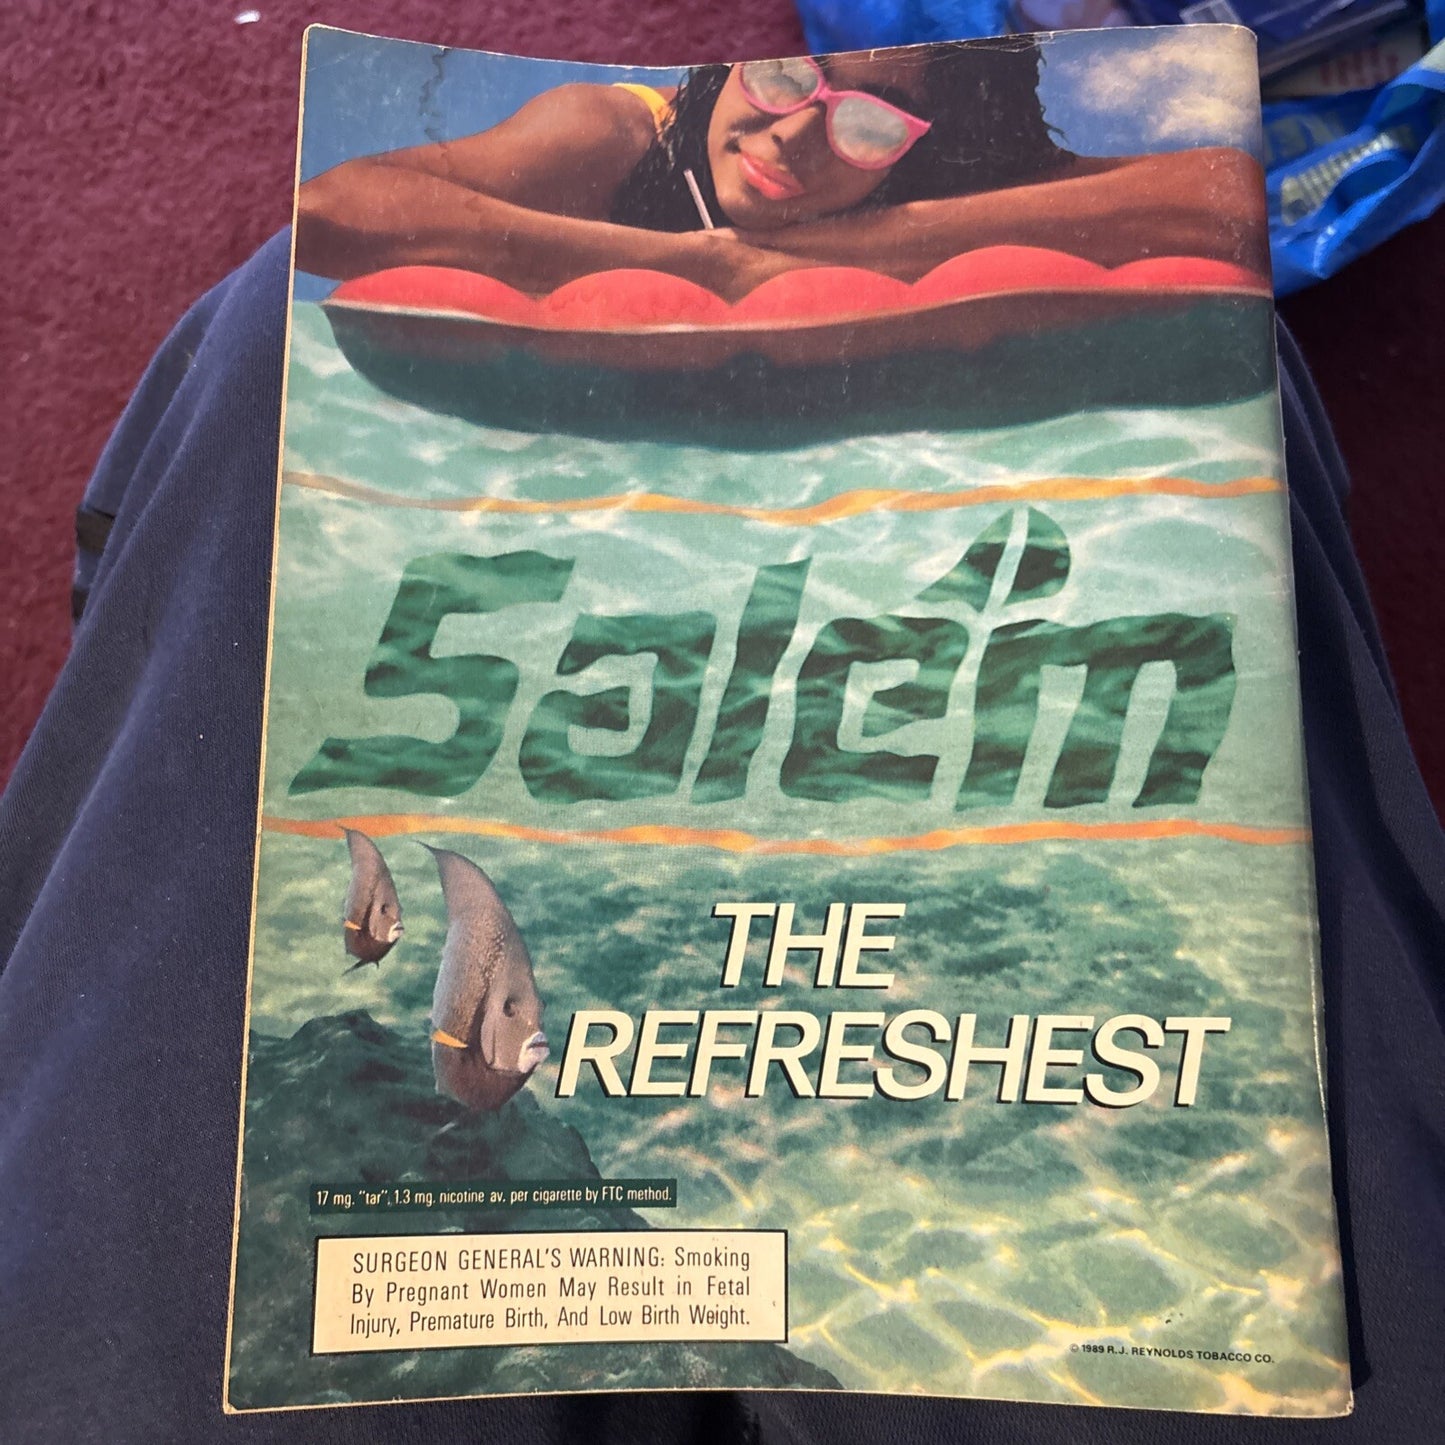 Salem
THE
REFRESHEST
17 mg. "tar", 1.3 mg. nicotine av. per cigarette by FTC method.
SURGEON GENERAL'S WARNING: Smoking
By Pregnant Women May Result in Fetal
Injury, Premature Birth, And Low Birth Weight.
© 1989 R.J. REYNOLDS TOBACCO CO.